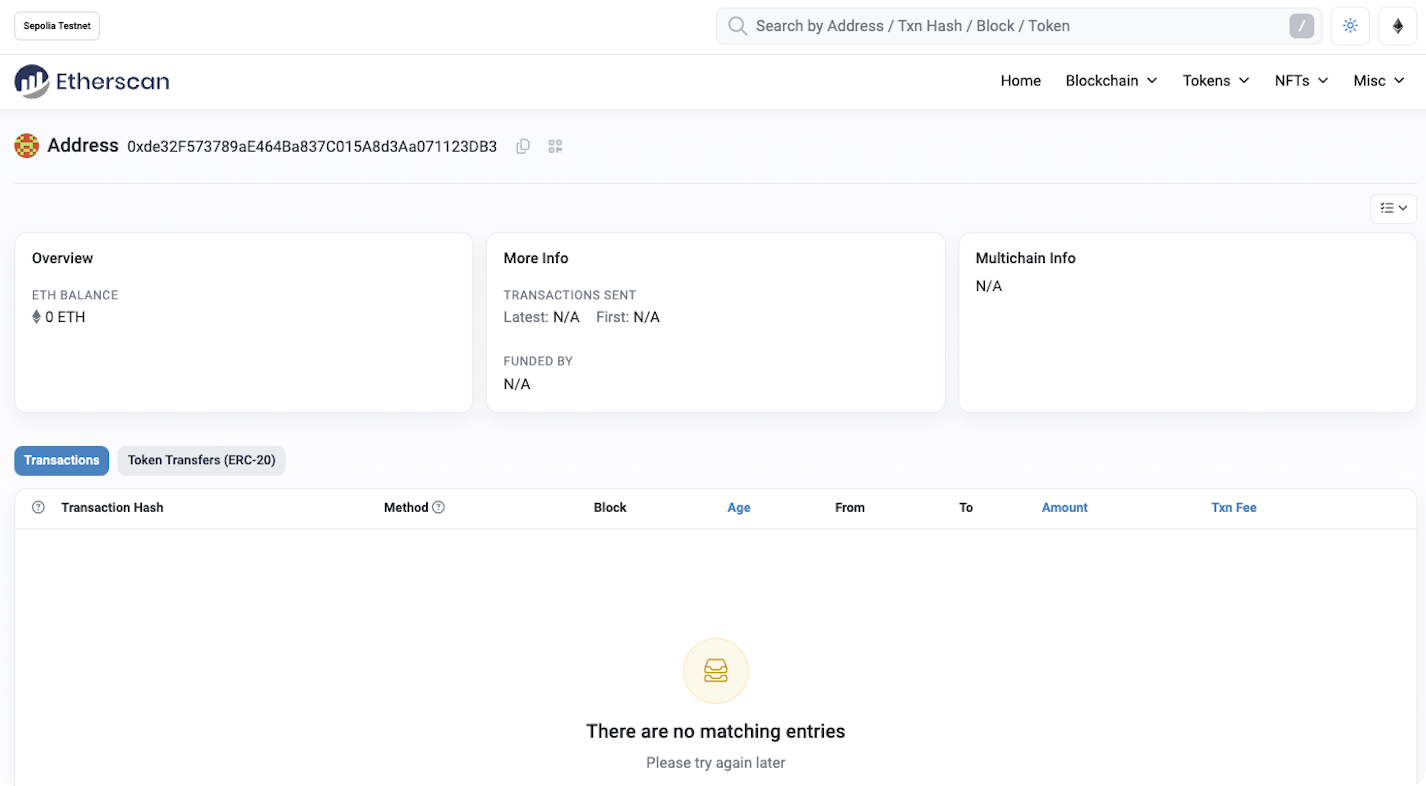 Sepolia Testnet
Search by Address / Txn Hash / Block / Token /
Etherscan
Home Blockchain Tokens NFTs Misc
Address 0xde32F573789aE464Ba837C015A8d3Aa071123DB3
Overview
ETH BALANCE
0 ETH
More Info
TRANSACTIONS SENT
Latest: N/A First: N/A
FUNDED BY
N/A
Multichain Info
N/A
Transactions Token Transfers (ERC-20)
Transaction Hash Method Block Age From To Amount Txn Fee
There are no matching entries
Please try again later